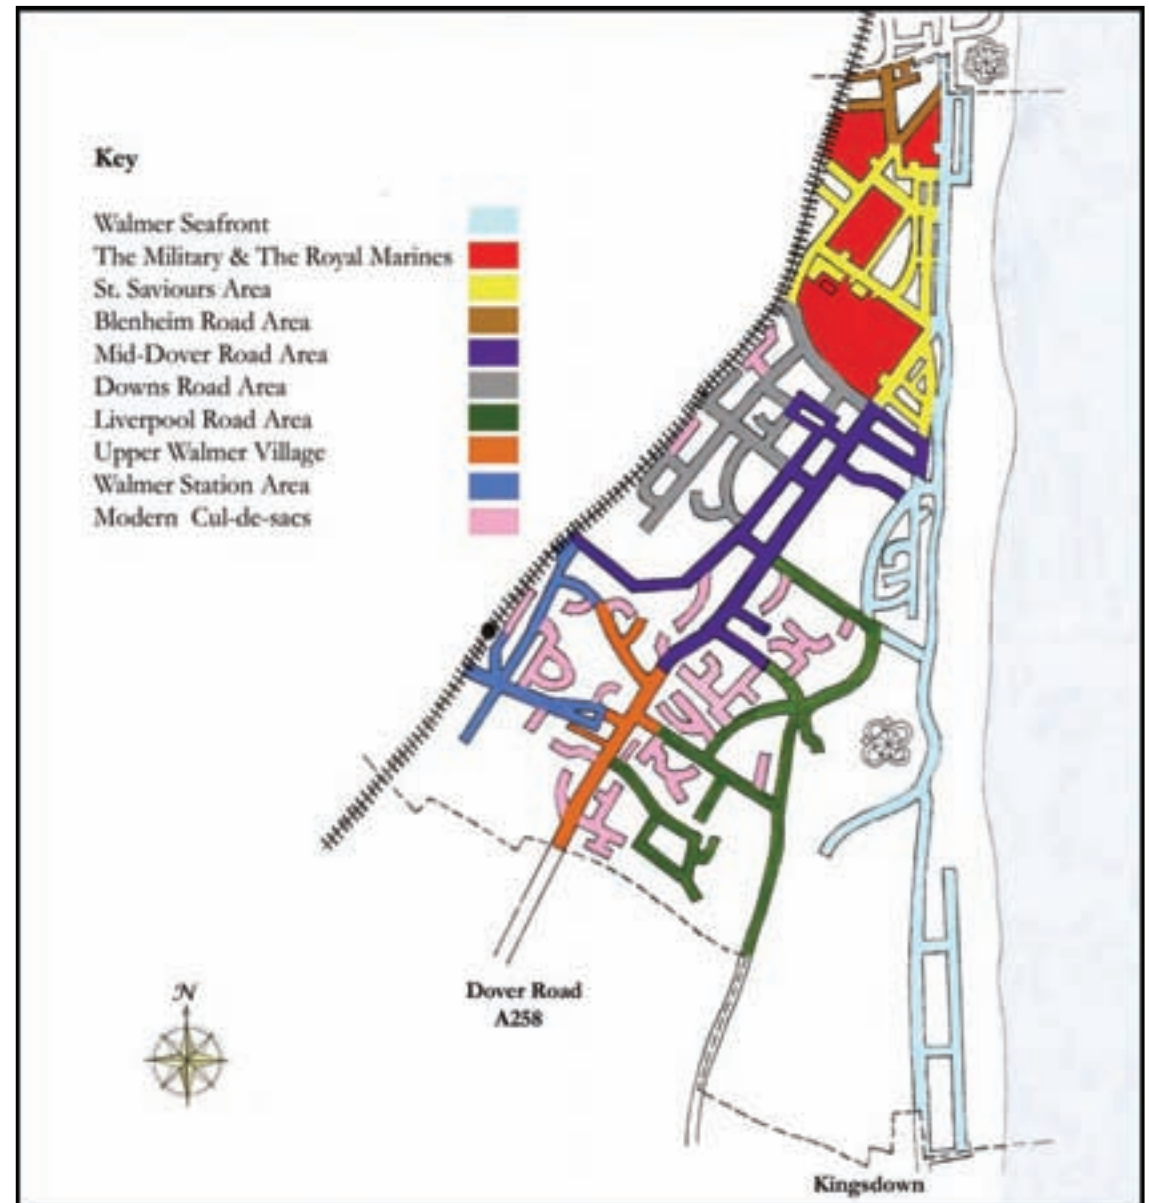 Key
Walmer Seafront
The Military & The Royal Marines
St. Saviours Area
Blenheim Road Area
Mid-Dover Road Area
Downs Road Area
Liverpool Road Area
Upper Walmer Village
Walmer Station Area
Modern Cul-de-sacs
N
Dover Road
A258
Kingsdown